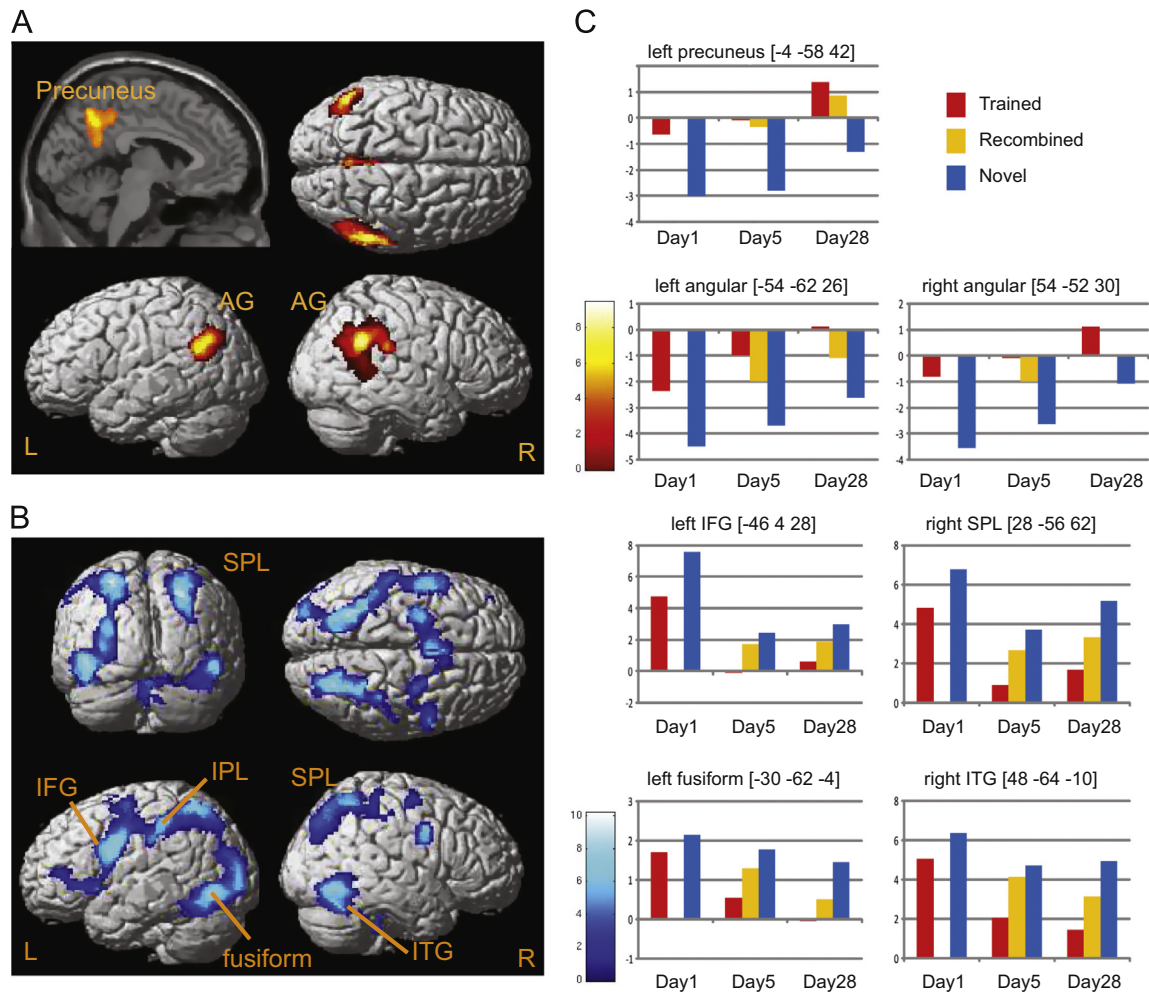 A
Precuneus
AG
AG
L
R
8
6
4
2
0
B
SPL
IFG
IPL
SPL
L
fusiform
ITG
R
10
8
6
4
2
0
C
left precuneus [-4 -58 42]
1
0
-1
-2
-3
-4
Day1 Day5 Day28
Trained
Recombined
Novel
left angular [-54 -62 26]
1
0
-1
-2
-3
-4
-5
Day1 Day5 Day28
right angular [54 -52 30]
2
1
0
-1
-2
-3
-4
Day1 Day5 Day28
left IFG [-46 4 28]
8
6
4
2
0
-2
Day1 Day5 Day28
right SPL [28 -56 62]
8
6
4
2
0
Day1 Day5 Day28
left fusiform [-30 -62 -4]
3
2
1
0
-1
Day1 Day5 Day28
right ITG [48 -64 -10]
8
6
4
2
0
Day1 Day5 Day28